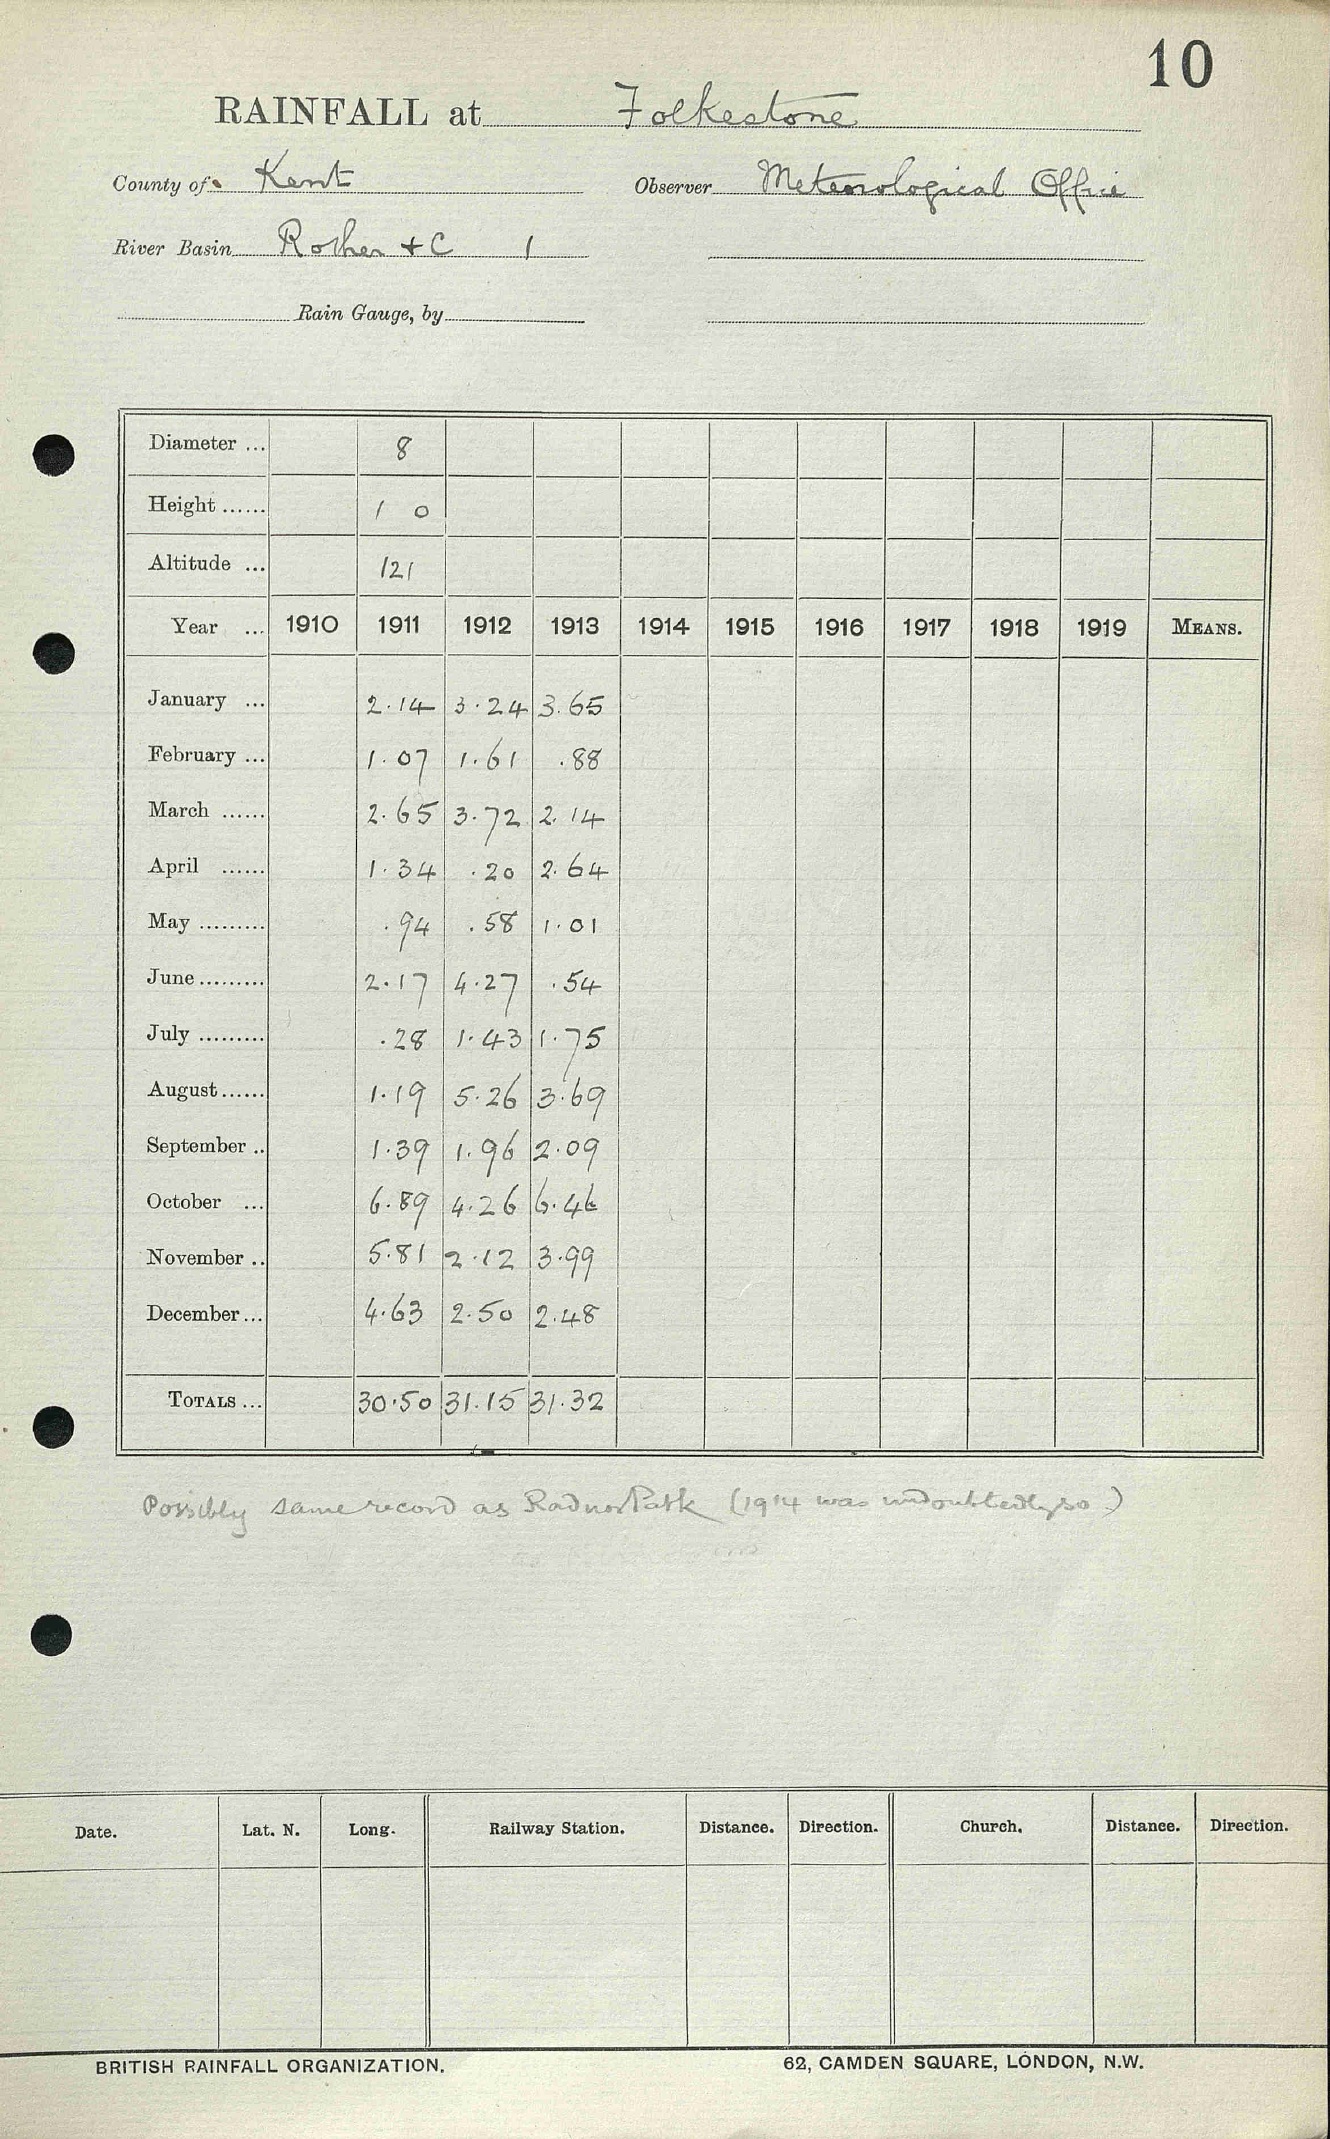 10
RAINFALL at Folkestone
County of Kent Observer Meteorological Office
River Basin Rother & C 1
Rain Gauge, by
Diameter ... 8
Height ...... 1 0
Altitude ... 121
Year ... 1910 1911 1912 1913 1914 1915 1916 1917 1918 1919 MEANS.
January ... 2.14 3.24 3.65
February ... 1.07 1.61 .88
March ...... 2.65 3.72 2.14
April ...... 1.34 .20 2.64
May ......... .94 .58 1.01
June ......... 2.17 4.27 .54
July ......... .28 1.43 1.75
August ...... 1.19 5.26 3.69
September .. 1.39 1.96 2.09
October ... 6.89 4.26 6.46
November .. 5.81 2.12 3.99
December ... 4.63 2.50 2.48
TOTALS ... 30.50 31.15 31.32
Possibly same record as Radnor Park (1914 was undoubtedly so)
Date. Lat. N. Long. Railway Station. Distance. Direction. Church. Distance. Direction.
BRITISH RAINFALL ORGANIZATION. 62, CAMDEN SQUARE, LONDON, N.W.